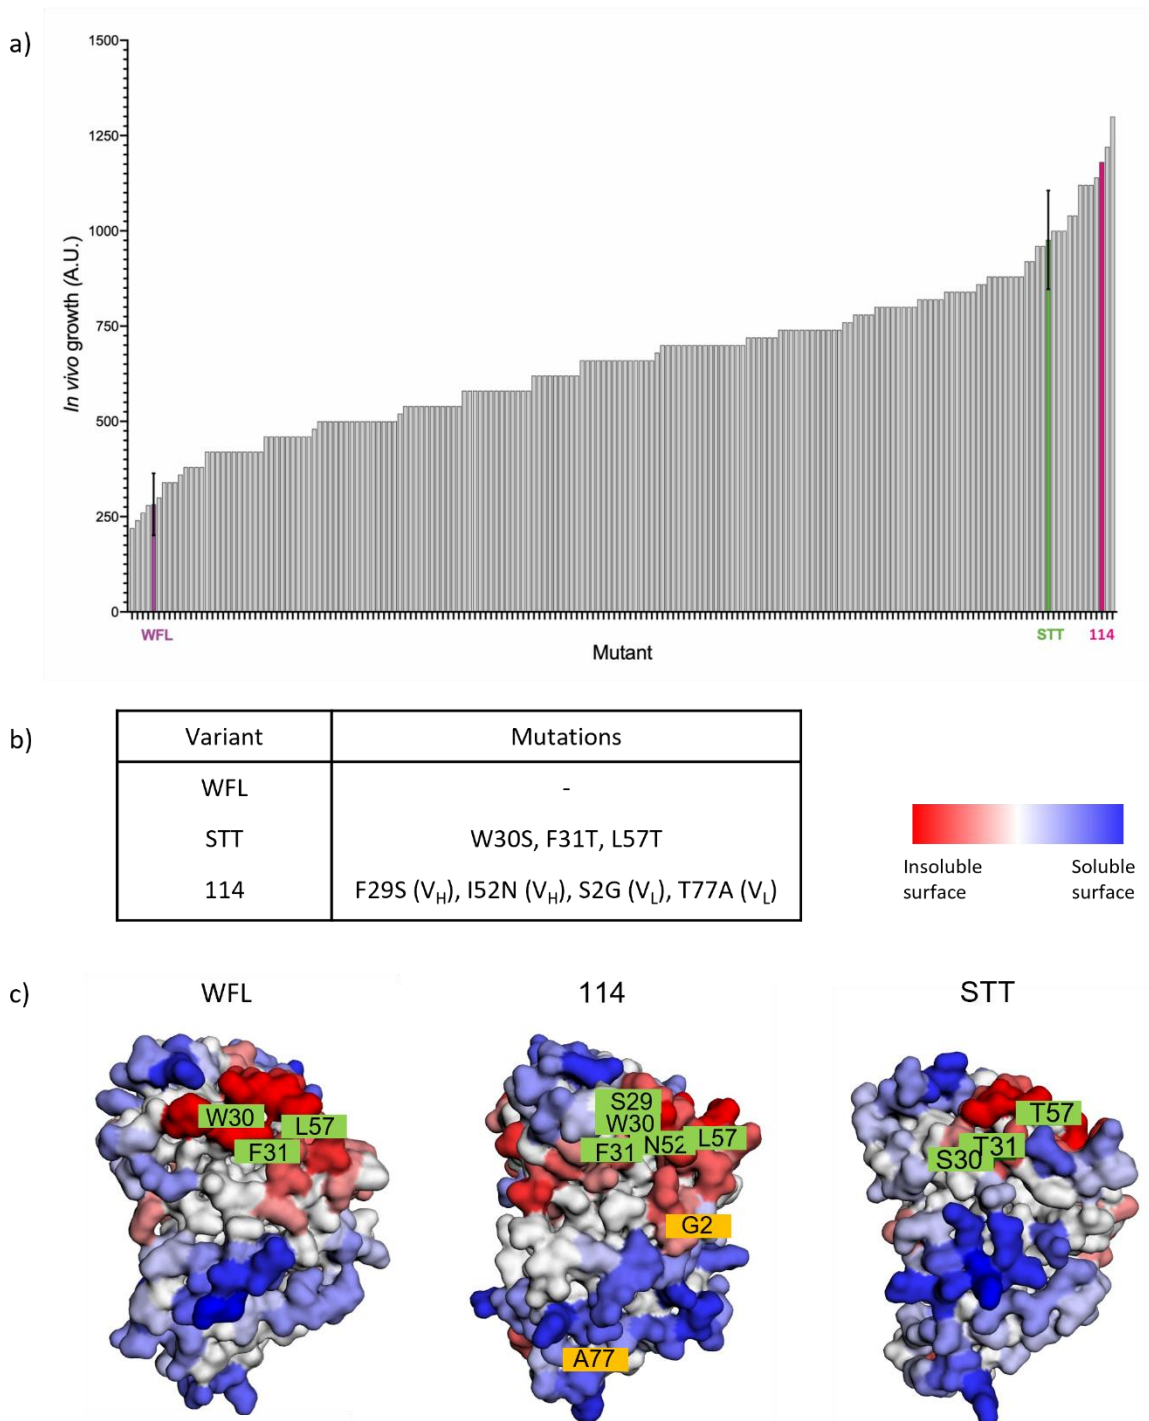 a)
1500
1250
1000
750
500
250
0
In vivo growth (A.U.)
WFL
STT
114
Mutant
b)
Variant Mutations
WFL -
STT W30S, F31T, L57T
114 F29S (VH), I52N (VH), S2G (VL), T77A (VL)
Insoluble surface
Soluble surface
c)
WFL
114
STT
W30
L57
F31
S29
W30
F31
N52
L57
G2
A77
T57
T31
S30